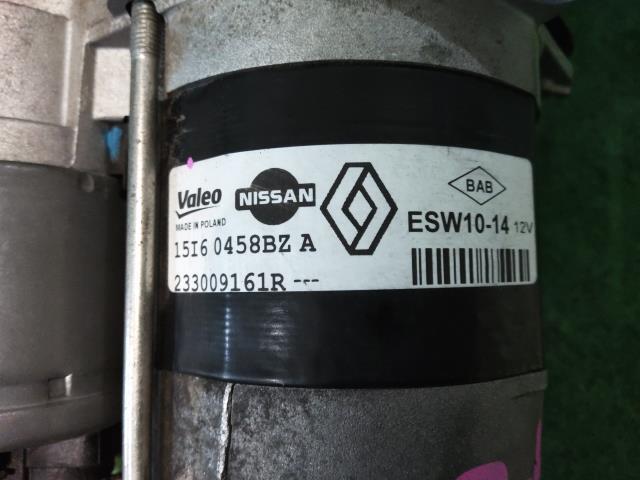 Valeo NISSAN BAB
MADE IN POLAND
ESW10-14 12V
15I6 0458BZ A
233009161R ---